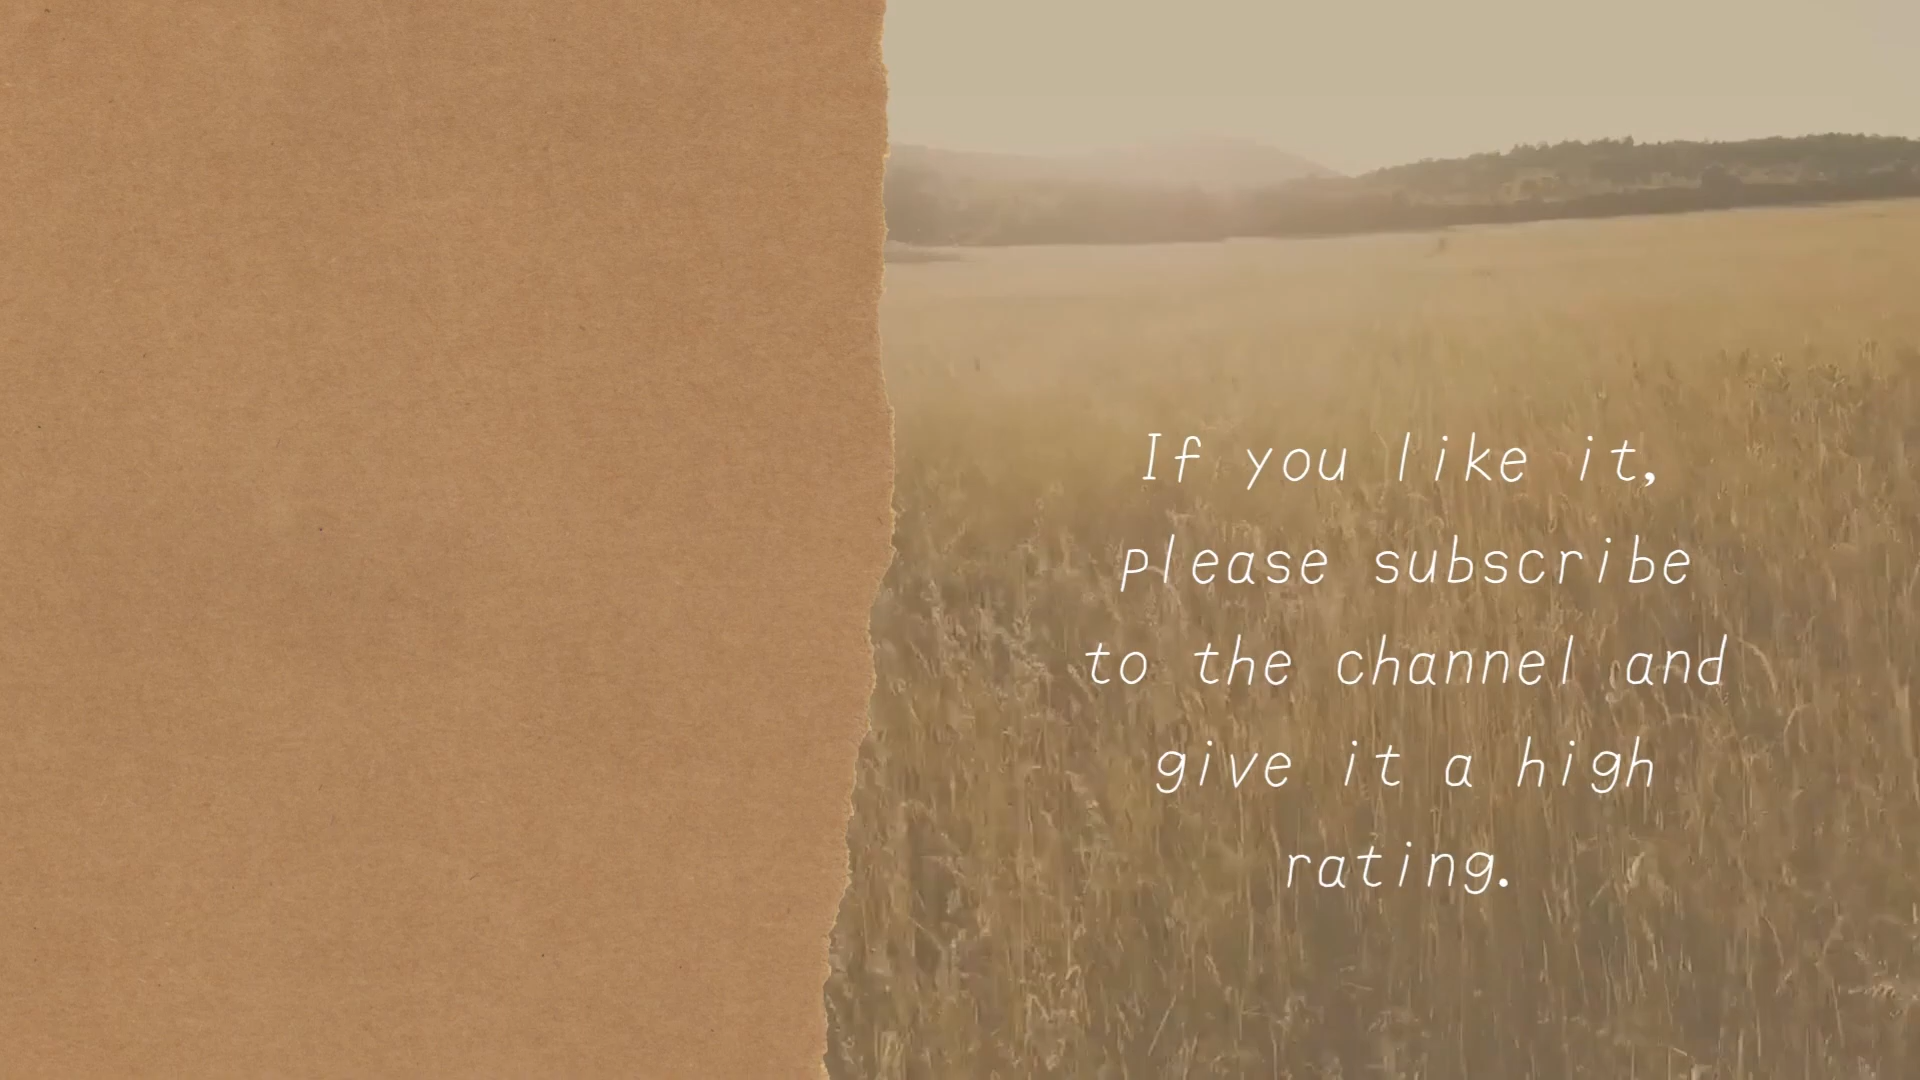 If you like it,
please subscribe
to the channel and
give it a high
rating.